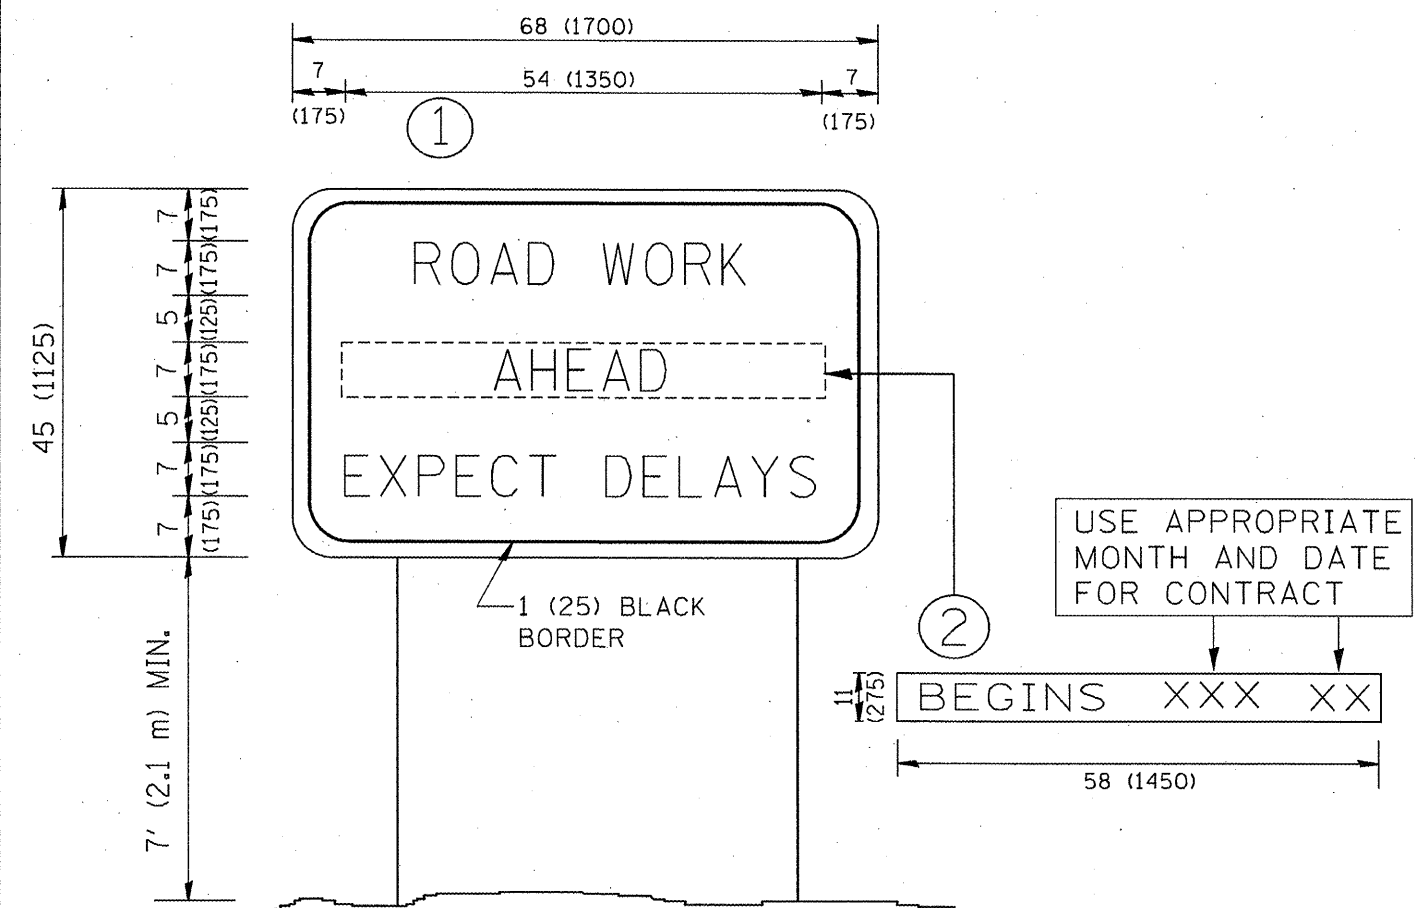 68 (1700)
7
54 (1350)
7
(175)
(175)
1
45 (1125)
7 (175)
7 (175)
5 (125)
7 (175)
5 (125)
7 (175)
7 (175)
ROAD WORK
AHEAD
EXPECT DELAYS
1 (25) BLACK
BORDER
7' (2.1 m) MIN.
2
USE APPROPRIATE
MONTH AND DATE
FOR CONTRACT
11
(275)
BEGINS XXX XX
58 (1450)